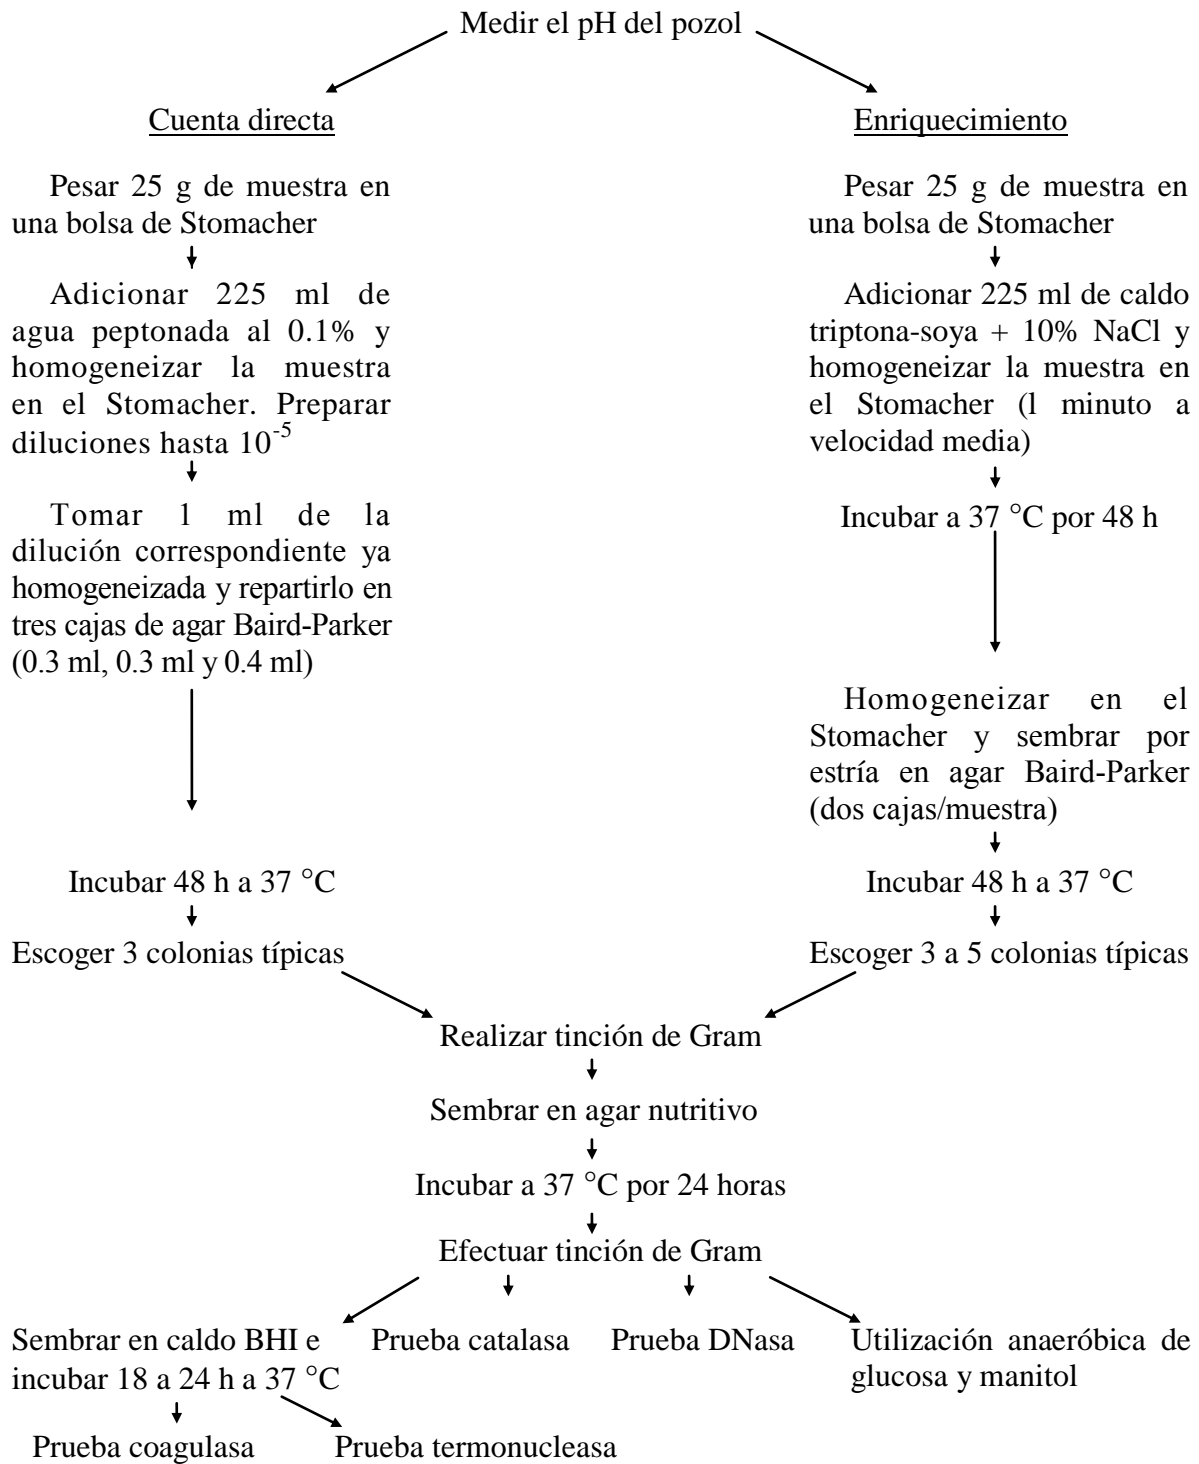 Medir el pH del pozol
Cuenta directa
Pesar 25 g de muestra en
una bolsa de Stomacher
Adicionar 225 ml de
agua peptonada al 0.1% y
homogeneizar la muestra
en el Stomacher. Preparar
diluciones hasta 10^-5
Tomar 1 ml de la
dilución correspondiente ya
homogeneizada y repartirlo en
tres cajas de agar Baird-Parker
(0.3 ml, 0.3 ml y 0.4 ml)
Incubar 48 h a 37 °C
Escoger 3 colonias típicas
Enriquecimiento
Pesar 25 g de muestra en
una bolsa de Stomacher
Adicionar 225 ml de caldo
triptona-soya + 10% NaCl y
homogeneizar la muestra en
el Stomacher (l minuto a
velocidad media)
Incubar a 37 °C por 48 h
Homogeneizar en el
Stomacher y sembrar por
estría en agar Baird-Parker
(dos cajas/muestra)
Incubar 48 h a 37 °C
Escoger 3 a 5 colonias típicas
Realizar tinción de Gram
Sembrar en agar nutritivo
Incubar a 37 °C por 24 horas
Efectuar tinción de Gram
Sembrar en caldo BHI e
incubar 18 a 24 h a 37 °C
Prueba catalasa
Prueba DNasa
Utilización anaeróbica de
glucosa y manitol
Prueba coagulasa
Prueba termonucleasa